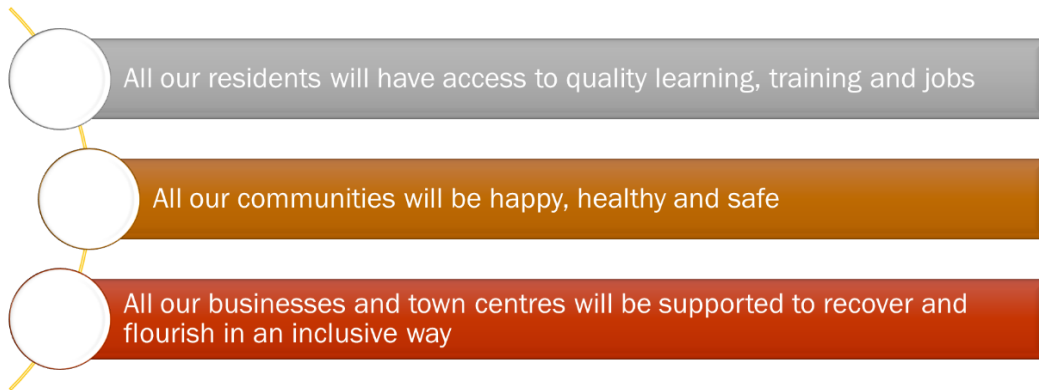 All our residents will have access to quality learning, training and jobs
All our communities will be happy, healthy and safe
All our businesses and town centres will be supported to recover and
flourish in an inclusive way